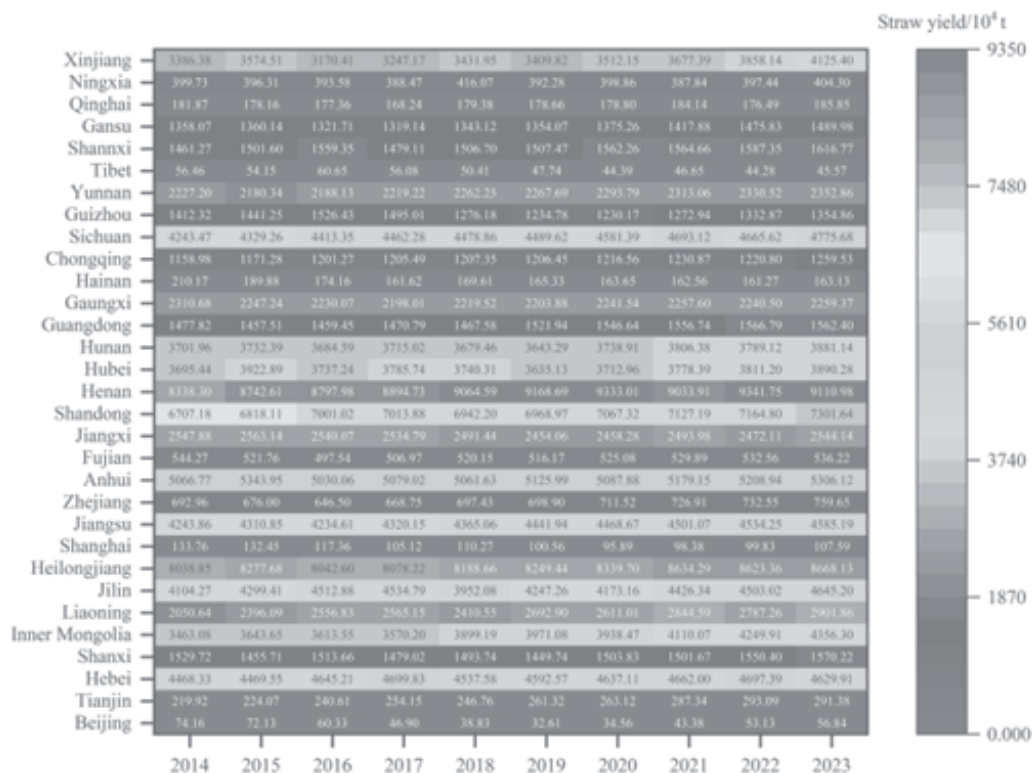 Straw yield/10⁴ t
Xinjiang 3386.38 3574.51 3170.41 3247.17 3431.95 3409.82 3512.15 3677.39 3858.14 4125.40
Ningxia 399.73 396.31 393.58 388.47 416.07 392.28 398.86 387.84 397.44 404.30
Qinghai 181.87 178.16 177.36 168.24 179.38 178.66 178.80 184.14 176.49 185.85
Gansu 1358.07 1360.14 1321.71 1319.14 1343.12 1354.07 1375.26 1417.88 1475.83 1489.98
Shannxi 1461.27 1501.60 1559.35 1479.11 1506.70 1507.47 1562.26 1564.66 1587.35 1616.77
Tibet 56.46 54.15 60.65 56.08 50.41 47.74 44.39 46.65 44.28 45.57
Yunnan 2227.20 2180.34 2188.13 2219.22 2262.25 2267.69 2293.79 2313.06 2330.52 2352.86
Guizhou 1412.32 1441.25 1526.43 1495.01 1276.18 1234.78 1230.17 1272.94 1332.87 1354.86
Sichuan 4243.47 4329.26 4413.35 4462.28 4478.86 4489.62 4581.39 4693.12 4665.62 4775.68
Chongqing 1158.98 1171.28 1201.27 1205.49 1207.35 1206.45 1216.56 1230.87 1220.80 1259.53
Hainan 210.17 189.88 174.16 161.62 169.61 165.33 163.65 162.56 161.27 163.13
Gaungxi 2310.68 2247.24 2230.07 2198.01 2219.52 2203.88 2241.54 2257.60 2240.50 2259.37
Guangdong 1477.82 1457.51 1459.45 1470.79 1467.58 1521.94 1546.64 1556.74 1566.79 1562.40
Hunan 3701.96 3732.39 3684.59 3715.02 3679.46 3643.29 3738.91 3806.38 3789.12 3881.14
Hubei 3695.44 3922.89 3737.24 3785.74 3740.31 3635.13 3712.96 3778.39 3811.20 3890.28
Henan 8338.30 8742.61 8797.98 8894.73 9064.59 9168.69 9333.01 9033.91 9341.75 9110.98
Shandong 6707.18 6818.11 7001.02 7013.88 6942.20 6968.97 7067.32 7127.19 7164.80 7301.64
Jiangxi 2547.88 2563.14 2540.07 2534.79 2491.44 2454.06 2458.28 2493.98 2472.11 2544.14
Fujian 544.27 521.76 497.54 506.97 520.15 516.17 525.08 529.89 532.56 536.22
Anhui 5066.77 5343.95 5030.06 5079.02 5061.63 5125.99 5087.88 5179.15 5208.94 5306.12
Zhejiang 692.96 676.00 646.50 668.75 697.43 698.90 711.52 726.91 732.55 759.65
Jiangsu 4243.86 4310.85 4234.61 4320.15 4365.06 4441.94 4468.67 4501.07 4534.25 4585.19
Shanghai 133.76 132.45 117.36 105.12 110.27 100.56 95.89 98.38 99.83 107.59
Heilongjiang 8038.85 8277.68 8042.60 8078.22 8188.66 8249.44 8339.70 8634.29 8623.36 8668.13
Jilin 4104.27 4299.41 4512.88 4534.79 3952.08 4247.26 4173.16 4426.34 4503.02 4645.20
Liaoning 2050.64 2396.09 2556.83 2565.15 2410.55 2692.90 2611.01 2844.59 2787.26 2901.86
Inner Mongolia 3463.08 3643.65 3613.55 3570.20 3899.19 3971.08 3938.47 4110.07 4249.91 4356.30
Shanxi 1529.72 1455.71 1513.66 1479.02 1493.74 1449.74 1503.83 1501.67 1550.40 1570.22
Hebei 4468.33 4469.55 4645.21 4699.83 4537.58 4592.57 4637.11 4662.00 4697.39 4629.91
Tianjin 219.92 224.07 240.61 254.15 246.76 261.32 263.12 287.34 293.09 291.38
Beijing 74.16 72.13 60.33 46.90 38.83 32.61 34.56 43.38 53.13 56.84
2014 2015 2016 2017 2018 2019 2020 2021 2022 2023
9350
7480
5610
3740
1870
0.000